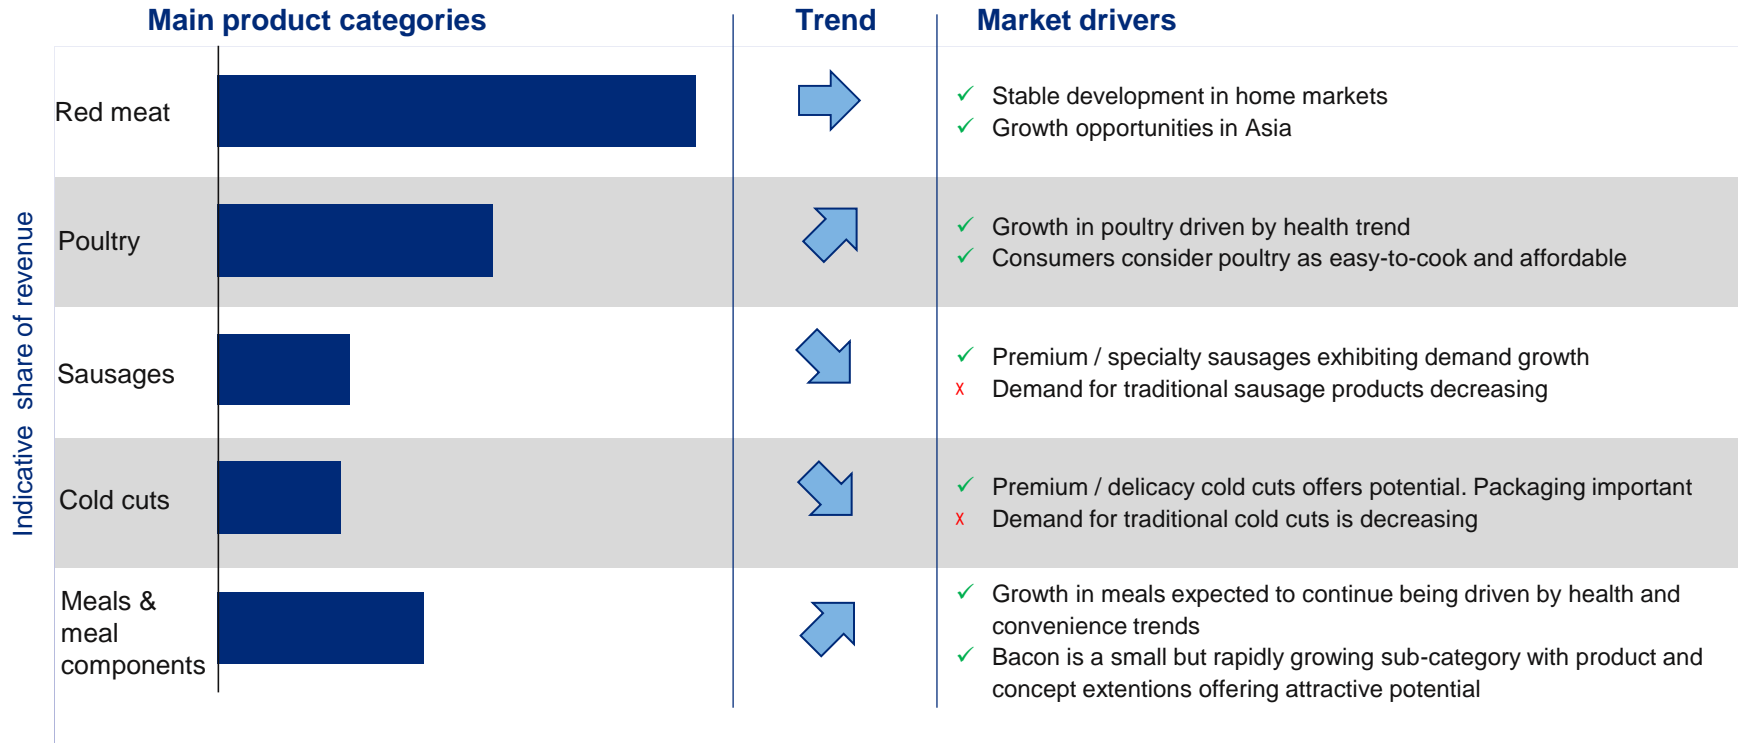 Main product categories
Trend
Market drivers
Indicative share of revenue
Red meat
✓ Stable development in home markets
✓ Growth opportunities in Asia
Poultry
✓ Growth in poultry driven by health trend
✓ Consumers consider poultry as easy-to-cook and affordable
Sausages
✓ Premium / specialty sausages exhibiting demand growth
x Demand for traditional sausage products decreasing
Cold cuts
✓ Premium / delicacy cold cuts offers potential. Packaging important
x Demand for traditional cold cuts is decreasing
Meals &
meal
components
✓ Growth in meals expected to continue being driven by health and
convenience trends
✓ Bacon is a small but rapidly growing sub-category with product and
concept extentions offering attractive potential